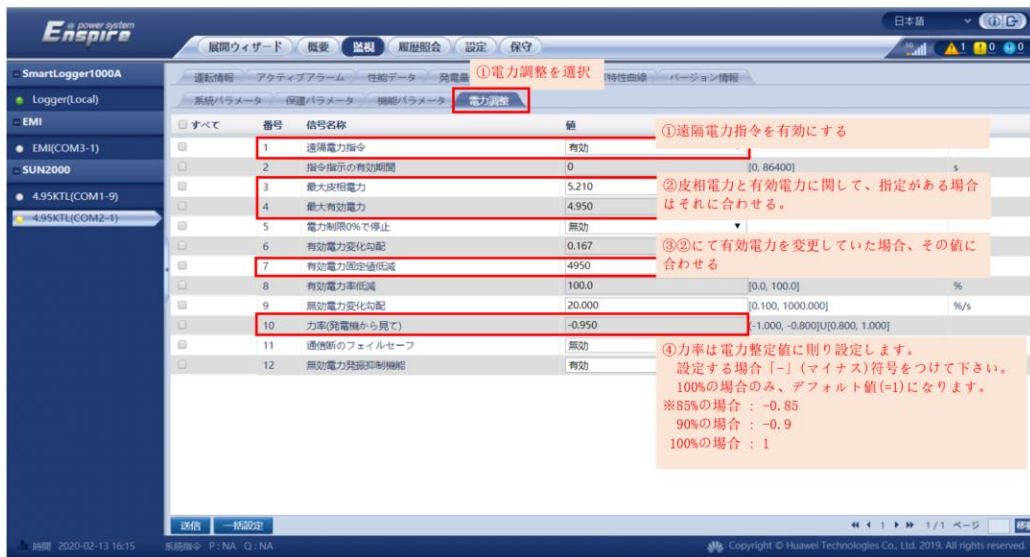 Enspire power system
日本語
展開ウィザード 概要 監視 履歴照会 設定 保守
1 0 0
SmartLogger1000A
Logger(Local)
EMI
EMI(COM3-1)
SUN2000
4.95KTL(COM1-9)
4.95KTL(COM2-1)
運転情報 アクティブアラーム 性能データ 発電量 特性曲線 バージョン情報
①電力調整を選択
系統パラメータ 保護パラメータ 機能パラメータ 電力調整
すべて 番号 信号名称 値
①遠隔電力指令を有効にする
1 遠隔電力指令 有効
2 指令指示の有効期間 0 [0, 86400] s
3 最大皮相電力 5.210
②皮相電力と有効電力に関して、指定がある場合
はそれに合わせる。
4 最大有効電力 4.950
5 電力制限0%で停止 無効
6 有効電力変化勾配 0.167
③②にて有効電力を変更していた場合、その値に
合わせる
7 有効電力固定値低減 4950
8 有効電力率低減 100.0 [0.0, 100.0] %
9 無効電力変化勾配 20.000 [0.100, 1000.000] %/s
10 力率(発電機から見て) -0.950 (-1.000, -0.800]U[0.800, 1.000]
11 通信断のフェイルセーフ 無効
12 無効電力発振抑制機能 有効
④力率は電力整定値に則り設定します。
設定する場合「-」(マイナス)符号をつけて下さい。
100%の場合のみ、デフォルト値(=1)になります。
※85%の場合 : -0.85
90%の場合 : -0.9
100%の場合 : 1
送信 一括設定
1 1/1 ページ
時間 2020-02-13 16:15 系統指令 P:NA Q:NA
Copyright © Huawei Technologies Co., Ltd. 2019. All rights reserved.